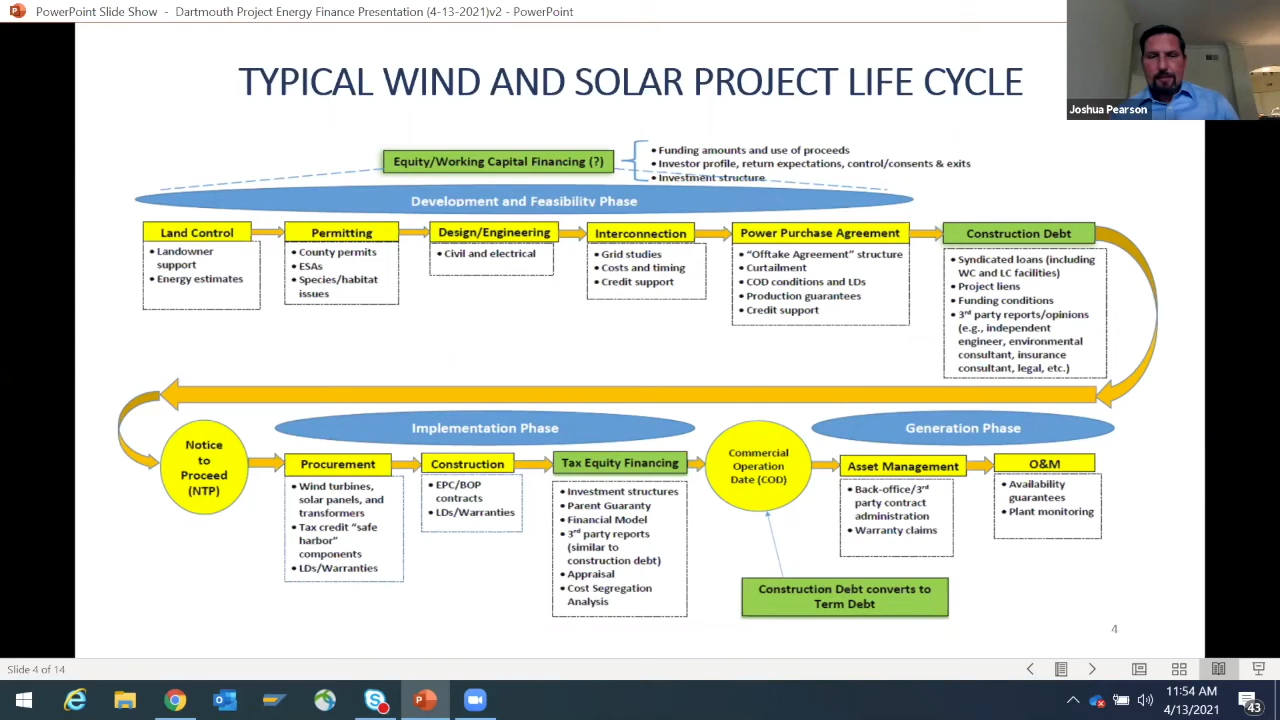 PowerPoint Slide Show - Dartmouth Project Energy Finance Presentation (4-13-2021)v2 - PowerPoint
TYPICAL WIND AND SOLAR PROJECT LIFE CYCLE
Joshua Pearson
Equity/Working Capital Financing (?)
• Funding amounts and use of proceeds
• Investor profile, return expectations, control/consents & exits
• Investment structure
Development and Feasibility Phase
Land Control
• Landowner
support
• Energy estimates
Permitting
• County permits
• ESAs
• Species/habitat
issues
Design/Engineering
• Civil and electrical
Interconnection
• Grid studies
• Costs and timing
• Credit support
Power Purchase Agreement
• “Offtake Agreement” structure
• Curtailment
• COD conditions and LDs
• Production guarantees
• Credit support
Construction Debt
• Syndicated loans (including
WC and LC facilities)
• Project liens
• Funding conditions
• 3rd party reports/opinions
(e.g., independent
engineer, environmental
consultant, insurance
consultant, legal, etc.)
Notice
to
Proceed
(NTP)
Implementation Phase
Procurement
• Wind turbines,
solar panels, and
transformers
• Tax credit “safe
harbor”
components
• LDs/Warranties
Construction
• EPC/BOP
contracts
• LDs/Warranties
Tax Equity Financing
• Investment structures
• Parent Guaranty
• Financial Model
• 3rd party reports
(similar to
construction debt)
• Appraisal
• Cost Segregation
Analysis
Commercial
Operation
Date (COD)
Generation Phase
Asset Management
• Back-office/3rd
party contract
administration
• Warranty claims
O&M
• Availability
guarantees
• Plant monitoring
Construction Debt converts to
Term Debt
4
Slide 4 of 14
11:54 AM
4/13/2021
43